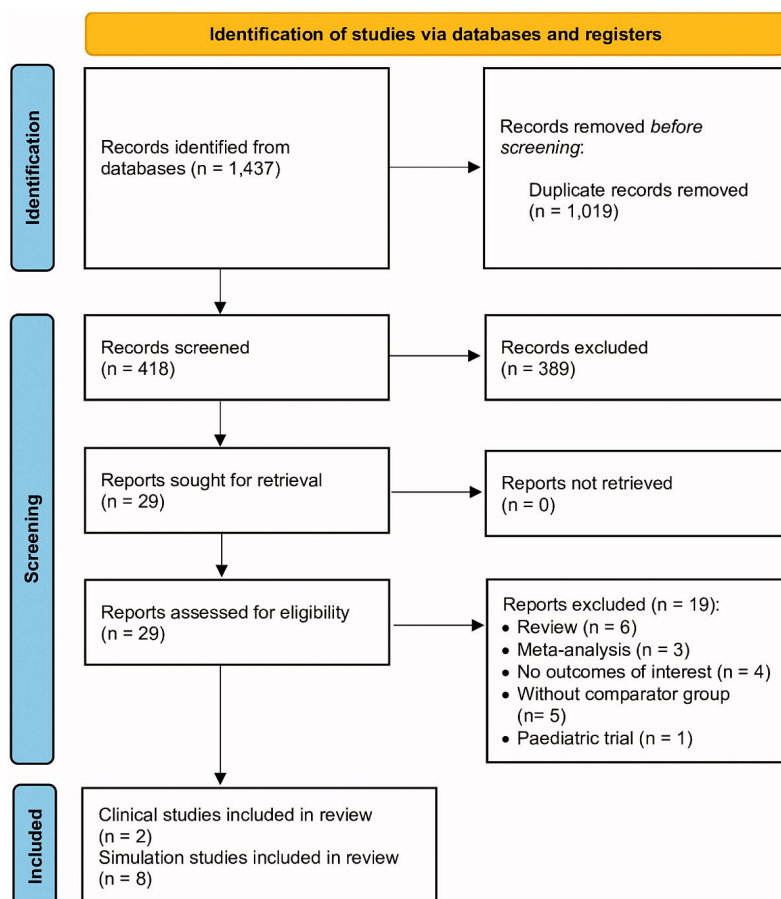 Identification of studies via databases and registers
Identification
Records identified from
databases (n = 1,437)
Records removed before
screening:
Duplicate records removed
(n = 1,019)
Screening
Records screened
(n = 418)
Records excluded
(n = 389)
Reports sought for retrieval
(n = 29)
Reports not retrieved
(n = 0)
Reports assessed for eligibility
(n = 29)
Reports excluded (n = 19):
• Review (n = 6)
• Meta-analysis (n = 3)
• No outcomes of interest (n = 4)
• Without comparator group
(n= 5)
• Paediatric trial (n = 1)
Included
Clinical studies included in review
(n = 2)
Simulation studies included in review
(n = 8)